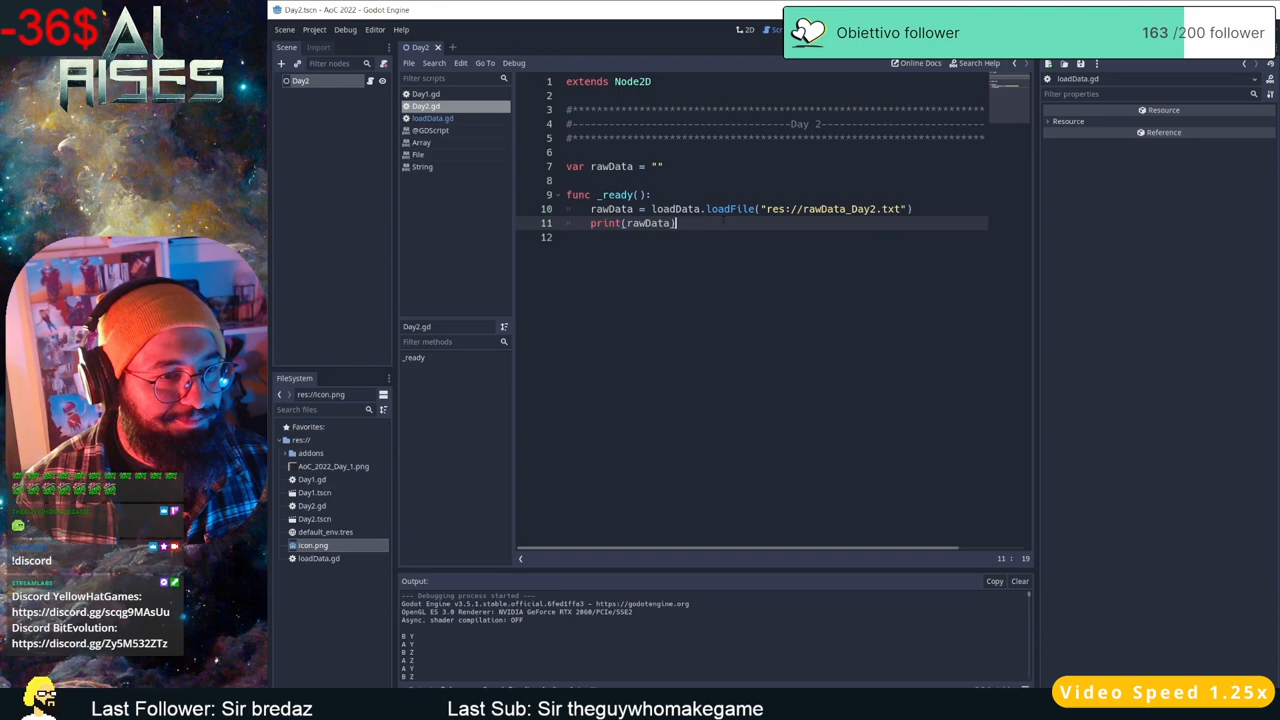 Day2.tscn - AoC 2022 - Godot Engine
-36$
AI
RISES
Scene Project Debug Editor Help
2D
Obiettivo follower 163 /200 follower
Scene Import
Filter nodes
Day2
Day2
File Search Edit Go To Debug
Online Docs Search Help
Filter scripts
Day1.gd
Day2.gd
loadData.gd
@GDScript
Array
File
String
Day2.gd
Filter methods
_ready
1 extends Node2D
2
3 #**********************************************************************
4 #------------------------------------Day 2---------------------------
5 #**********************************************************************
6
7 var rawData = ""
8
9 func _ready():
10 rawData = loadData.loadFile("res://rawData_Day2.txt")
11 print(rawData)
12
11 : 19
loadData.gd
Filter properties
Resource
Resource
Reference
FileSystem
res://icon.png
Search files
Favorites:
res://
addons
AoC_2022_Day_1.png
Day1.gd
Day1.tscn
Day2.gd
Day2.tscn
default_env.tres
icon.png
loadData.gd
Output: Copy Clear
--- Debugging process started ---
Godot Engine v3.5.1.stable.official.6fed1ffa3 - https://godotengine.org
OpenGL ES 3.0 Renderer: NVIDIA GeForce RTX 2060/PCIe/SSE2
Async. shader compilation: OFF
B Y
A Y
B Z
A Z
A Y
B Z
!discord
STREAMLABS
Discord YellowHatGames:
https://discord.gg/scqg9MAsUu
Discord BitEvolution:
https://discord.gg/Zy5M532ZTz
Video Speed 1.25x
Last Follower: Sir bredaz Last Sub: Sir theguywhomakegame